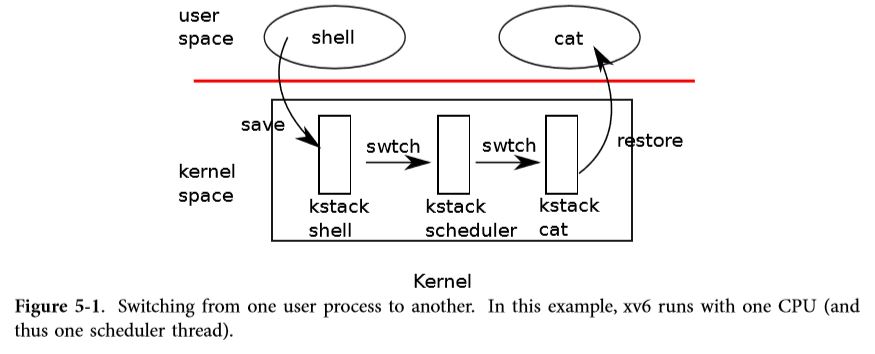 user
space
shell
cat
save
swtch
swtch
restore
kernel
space
kstack
shell
kstack
scheduler
kstack
cat
Kernel
Figure 5-1. Switching from one user process to another. In this example, xv6 runs with one CPU (and
thus one scheduler thread).